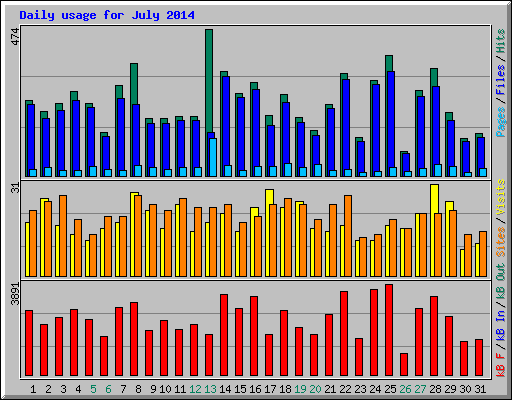 Daily usage for July 2014
474
Pages / Files / Hits
31
Sites / Visits
3891
kB F / kB In / kB Out
1 2 3 4 5 6 7 8 9 10 11 12 13 14 15 16 17 18 19 20 21 22 23 24 25 26 27 28 29 30 31